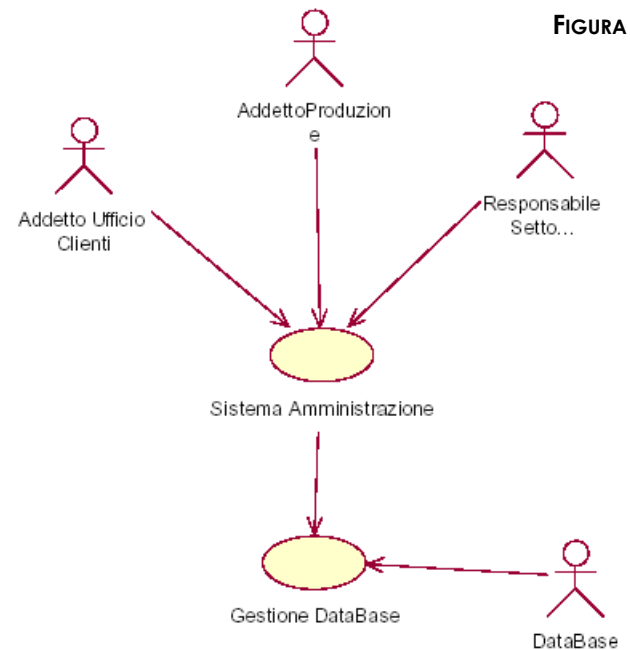 FIGURA
AddettoProduzion
e
Addetto Ufficio
Clienti
Responsabile
Setto...
Sistema Amministrazione
Gestione DataBase
DataBase